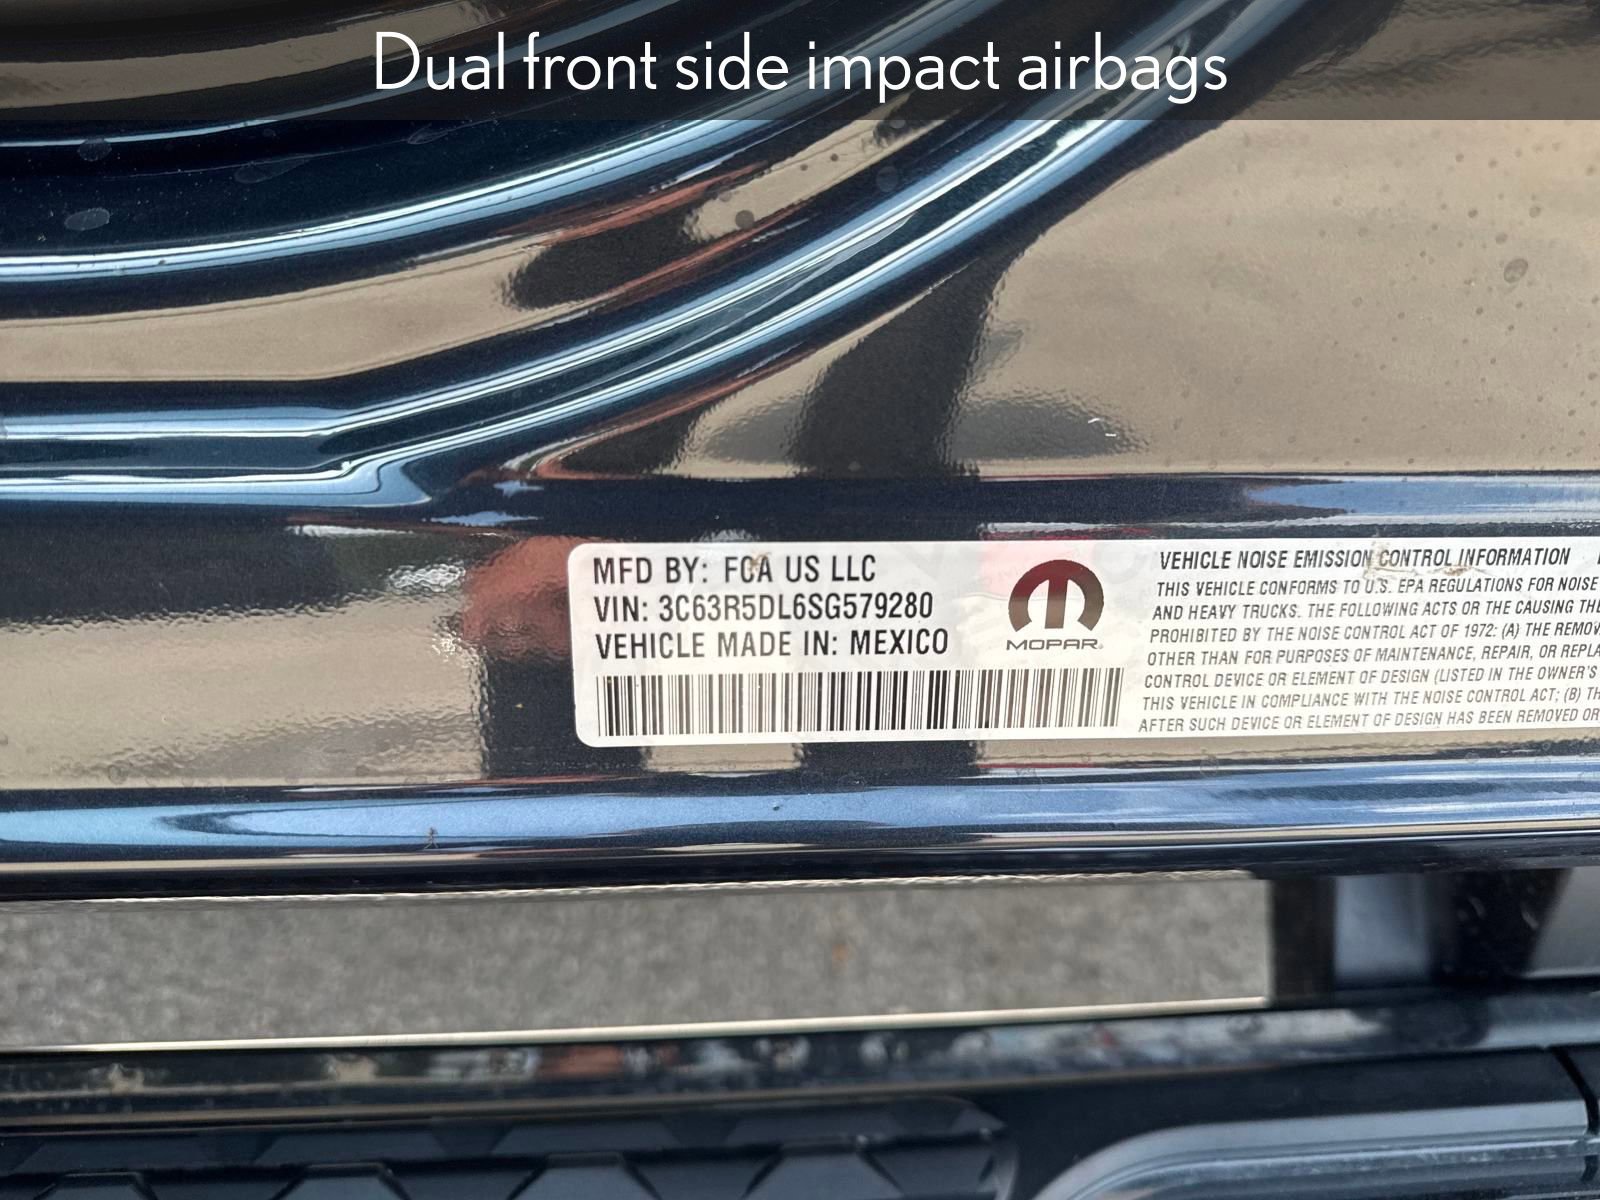 Dual front side impact airbags
MFD BY: FCA US LLC
VIN: 3C63R5DL6SG579280
VEHICLE MADE IN: MEXICO
MOPAR
VEHICLE NOISE EMISSION CONTROL INFORMATION
THIS VEHICLE CONFORMS TO U.S. EPA REGULATIONS FOR NOISE
AND HEAVY TRUCKS. THE FOLLOWING ACTS OR THE CAUSING THE
PROHIBITED BY THE NOISE CONTROL ACT OF 1972: (A) THE REMOV
OTHER THAN FOR PURPOSES OF MAINTENANCE, REPAIR, OR REPLA
CONTROL DEVICE OR ELEMENT OF DESIGN (LISTED IN THE OWNER'S
THIS VEHICLE IN COMPLIANCE WITH THE NOISE CONTROL ACT; (B) TH
AFTER SUCH DEVICE OR ELEMENT OF DESIGN HAS BEEN REMOVED OR